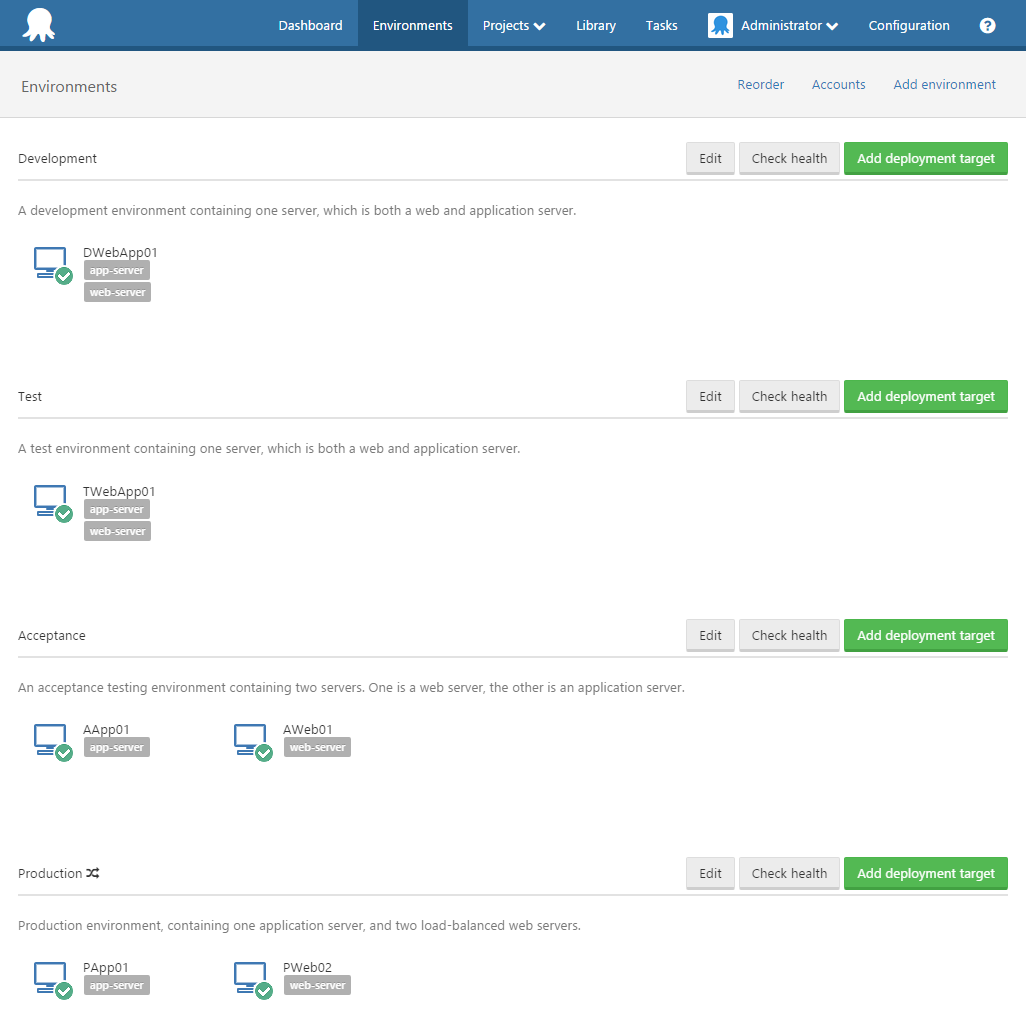 Dashboard Environments Projects Library Tasks Administrator Configuration ?
Environments Reorder Accounts Add environment
Development Edit Check health Add deployment target
A development environment containing one server, which is both a web and application server.
DWebApp01
app-server
web-server
Test Edit Check health Add deployment target
A test environment containing one server, which is both a web and application server.
TWebApp01
app-server
web-server
Acceptance Edit Check health Add deployment target
An acceptance testing environment containing two servers. One is a web server, the other is an application server.
AApp01 AWeb01
app-server web-server
Production Edit Check health Add deployment target
Production environment, containing one application server, and two load-balanced web servers.
PApp01 PWeb02
app-server web-server